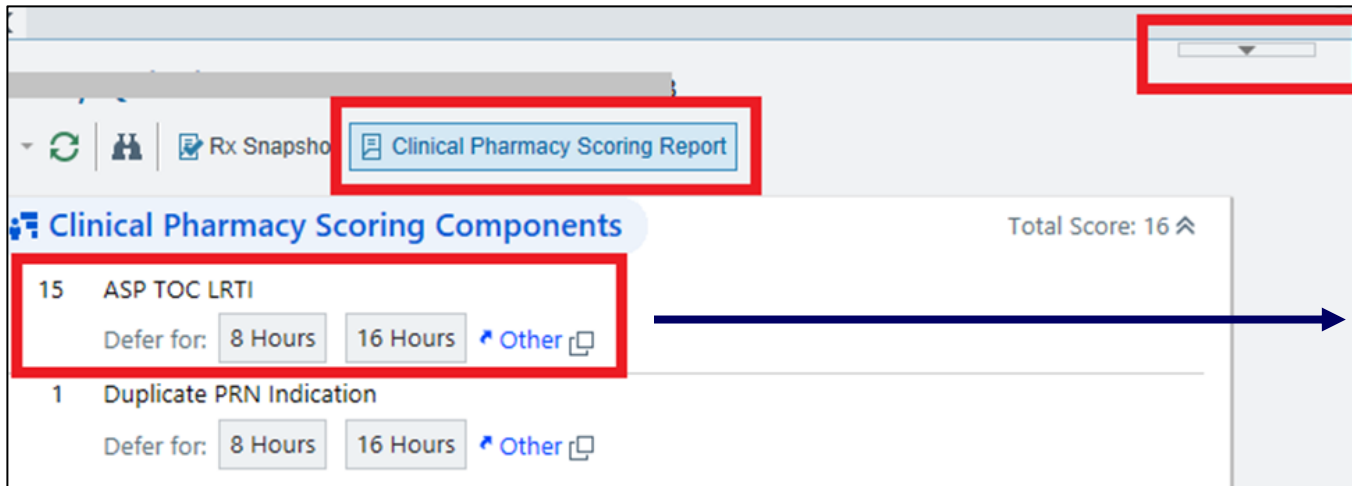 Rx Snapsho Clinical Pharmacy Scoring Report
Clinical Pharmacy Scoring Components Total Score: 16
15 ASP TOC LRTI
Defer for: 8 Hours 16 Hours Other
1 Duplicate PRN Indication
Defer for: 8 Hours 16 Hours Other